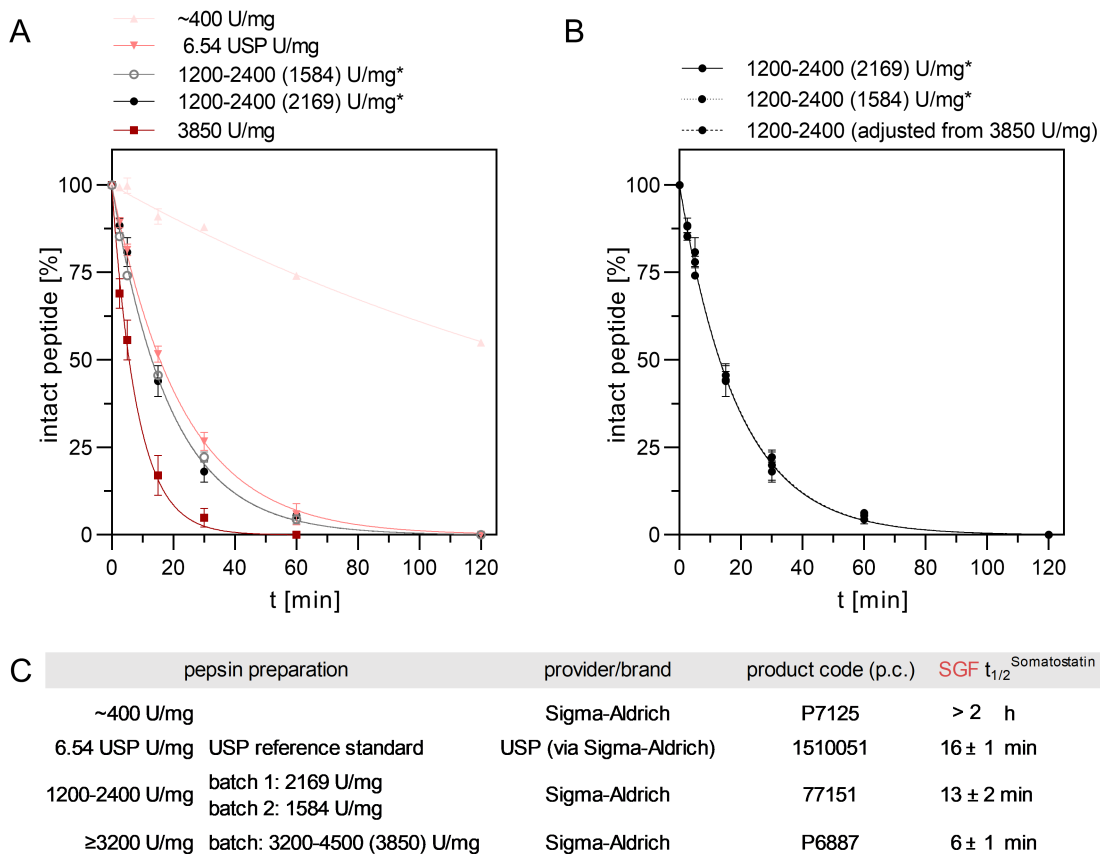 A
~400 U/mg
6.54 USP U/mg
1200-2400 (1584) U/mg*
1200-2400 (2169) U/mg*
3850 U/mg
intact peptide [%]
100
75
50
25
0
0 20 40 60 80 100 120
t [min]
B
1200-2400 (2169) U/mg*
1200-2400 (1584) U/mg*
1200-2400 (adjusted from 3850 U/mg)
intact peptide [%]
100
75
50
25
0
0 20 40 60 80 100 120
t [min]
C
pepsin preparation provider/brand product code (p.c.) SGF t1/2 Somatostatin
~400 U/mg Sigma-Aldrich P7125 > 2 h
6.54 USP U/mg USP reference standard USP (via Sigma-Aldrich) 1510051 16 ± 1 min
1200-2400 U/mg batch 1: 2169 U/mg
batch 2: 1584 U/mg Sigma-Aldrich 77151 13 ± 2 min
≥3200 U/mg batch: 3200-4500 (3850) U/mg Sigma-Aldrich P6887 6 ± 1 min